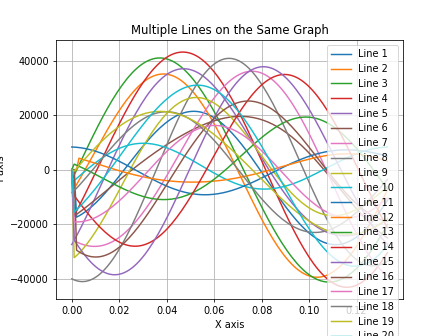 Multiple Lines on the Same Graph
40000
20000
0
−20000
−40000
0.00
0.02
0.04
0.06
0.08
0.10
X axis
axis
Line 1
Line 2
Line 3
Line 4
Line 5
Line 6
Line 7
Line 8
Line 9
Line 10
Line 11
Line 12
Line 13
Line 14
Line 15
Line 16
Line 17
Line 18
Line 19
Line 20